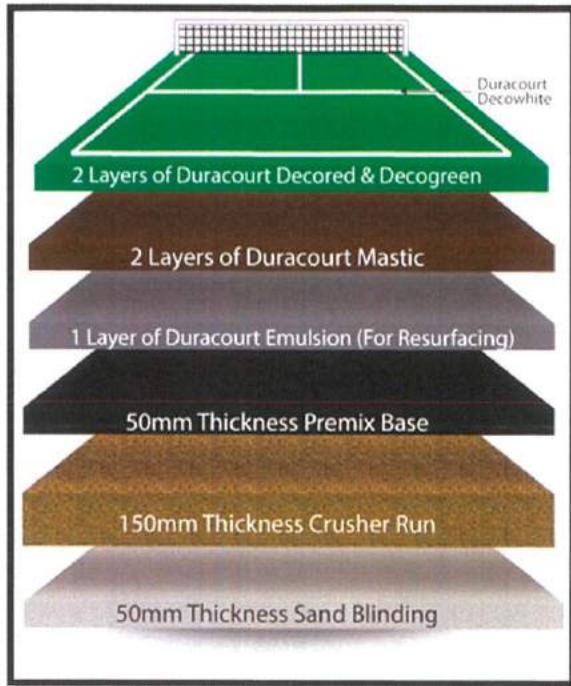 Duracourt
Decowhite
2 Layers of Duracourt Decored & Decogreen
2 Layers of Duracourt Mastic
1 Layer of Duracourt Emulsion (For Resurfacing)
50mm Thickness Premix Base
150mm Thickness Crusher Run
50mm Thickness Sand Blinding